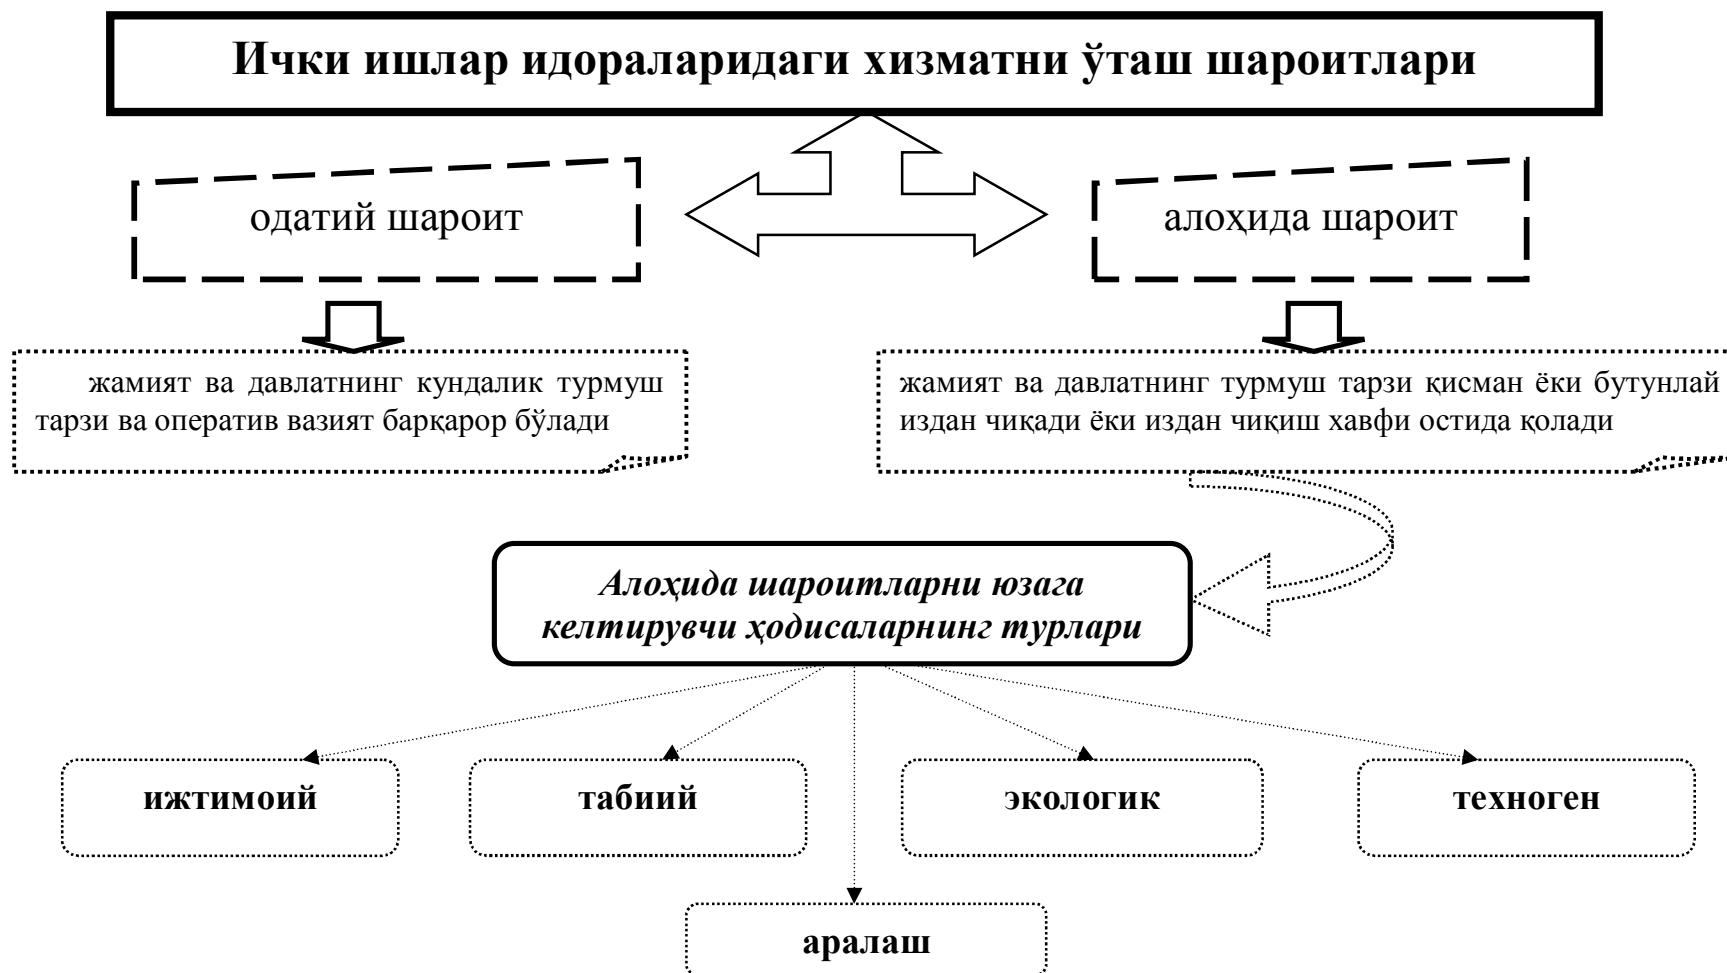 Ички ишлар идораларидаги хизматни ўташ шароитлари
одатий шароит
алоҳида шароит
жамият ва давлатнинг кундалик турмуш
тарзи ва оператив вазият барқарор бўлади
жамият ва давлатнинг турмуш тарзи қисман ёки бутунлай
издан чиқади ёки издан чиқиш хавфи остида қолади
Алоҳида шароитларни юзага
келтирувчи ҳодисаларнинг турлари
ижтимоий
табиий
экологик
техноген
аралаш